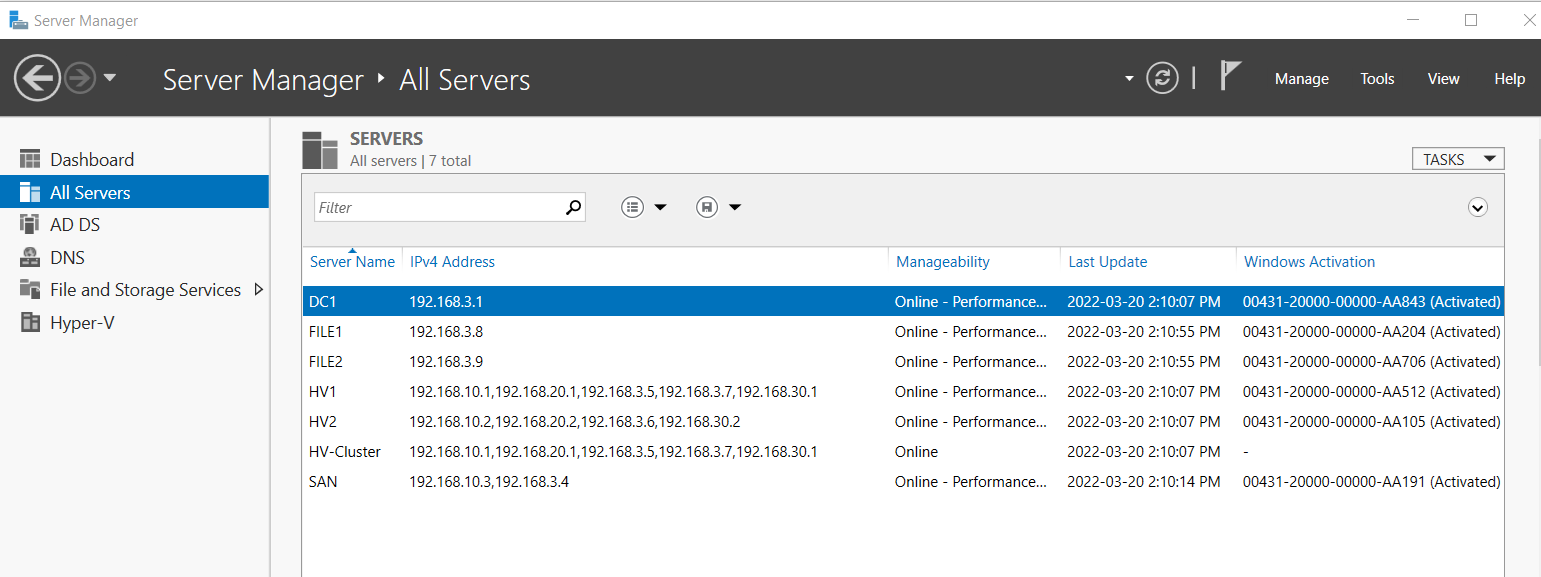 Server Manager
Server Manager ‣ All Servers
Manage Tools View Help
Dashboard
All Servers
AD DS
DNS
File and Storage Services
Hyper-V
SERVERS
All servers | 7 total
TASKS
Filter
Server Name IPv4 Address Manageability Last Update Windows Activation
DC1 192.168.3.1 Online - Performance... 2022-03-20 2:10:07 PM 00431-20000-00000-AA843 (Activated)
FILE1 192.168.3.8 Online - Performance... 2022-03-20 2:10:55 PM 00431-20000-00000-AA204 (Activated)
FILE2 192.168.3.9 Online - Performance... 2022-03-20 2:10:55 PM 00431-20000-00000-AA706 (Activated)
HV1 192.168.10.1,192.168.20.1,192.168.3.5,192.168.3.7,192.168.30.1 Online - Performance... 2022-03-20 2:10:07 PM 00431-20000-00000-AA512 (Activated)
HV2 192.168.10.2,192.168.20.2,192.168.3.6,192.168.30.2 Online - Performance... 2022-03-20 2:10:07 PM 00431-20000-00000-AA105 (Activated)
HV-Cluster 192.168.10.1,192.168.20.1,192.168.3.5,192.168.3.7,192.168.30.1 Online 2022-03-20 2:10:07 PM -
SAN 192.168.10.3,192.168.3.4 Online - Performance... 2022-03-20 2:10:14 PM 00431-20000-00000-AA191 (Activated)